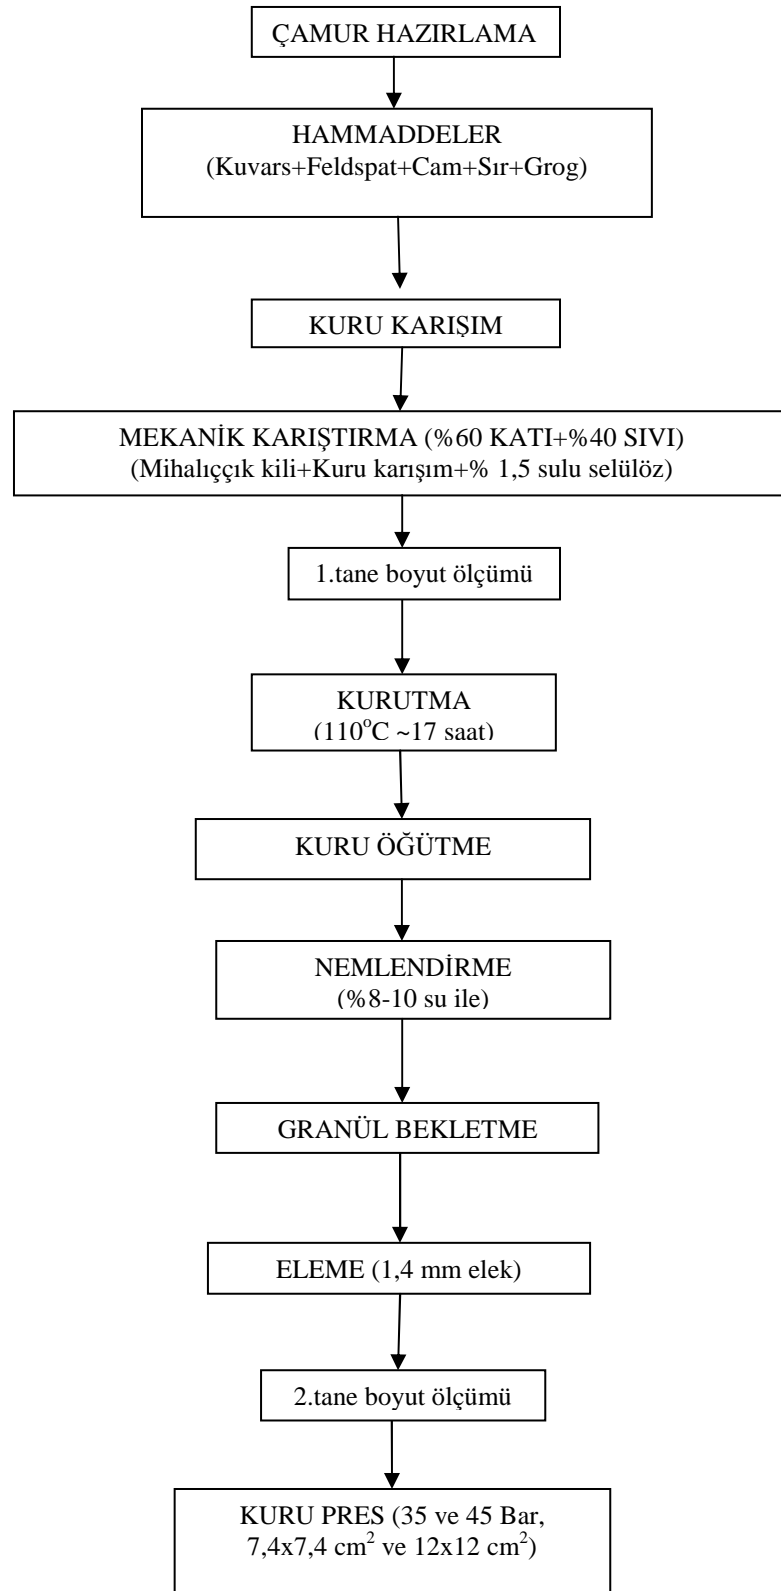 ÇAMUR HAZIRLAMA
HAMMADDELER
(Kuvars+Feldspat+Cam+Sır+Grog)
KURU KARIŞIM
MEKANİK KARIŞTIRMA (%60 KATI+%40 SIVI)
(Mihalıççık kili+Kuru karışım+% 1,5 sulu selülöz)
1.tane boyut ölçümü
KURUTMA
(110°C ~17 saat)
KURU ÖĞÜTME
NEMLENDİRME
(%8-10 su ile)
GRANÜL BEKLETME
ELEME (1,4 mm elek)
2.tane boyut ölçümü
KURU PRES (35 ve 45 Bar,
7,4x7,4 cm² ve 12x12 cm²)